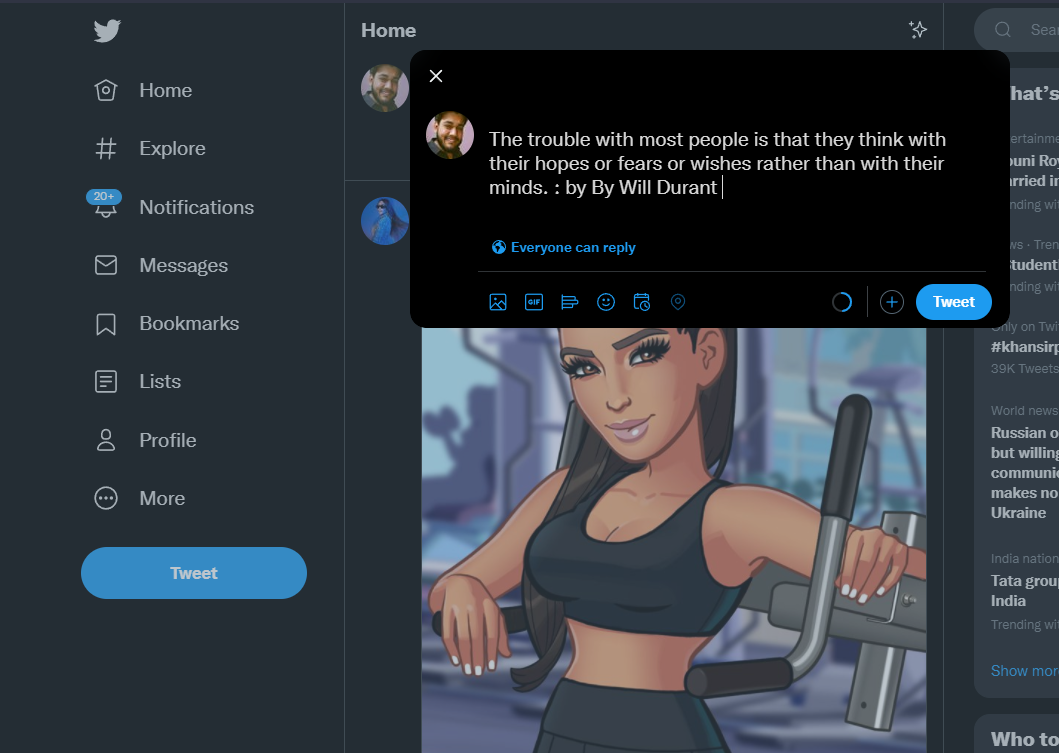 Home
Explore
20+
Notifications
Messages
Bookmarks
Lists
Profile
More
Tweet
Home
The trouble with most people is that they think with
their hopes or fears or wishes rather than with their
minds. : by By Will Durant
Everyone can reply
GIF
Tweet
Sear
hat's
ertainme
ouni Roy
rried in
nding wit
ws · Tren
Student
nding wit
Only on Twi
#khansirp
39K Tweets
World news
Russian o
but willing
communic
makes no
Ukraine
India nation
Tata group
India
Trending wit
Show mor
Who to